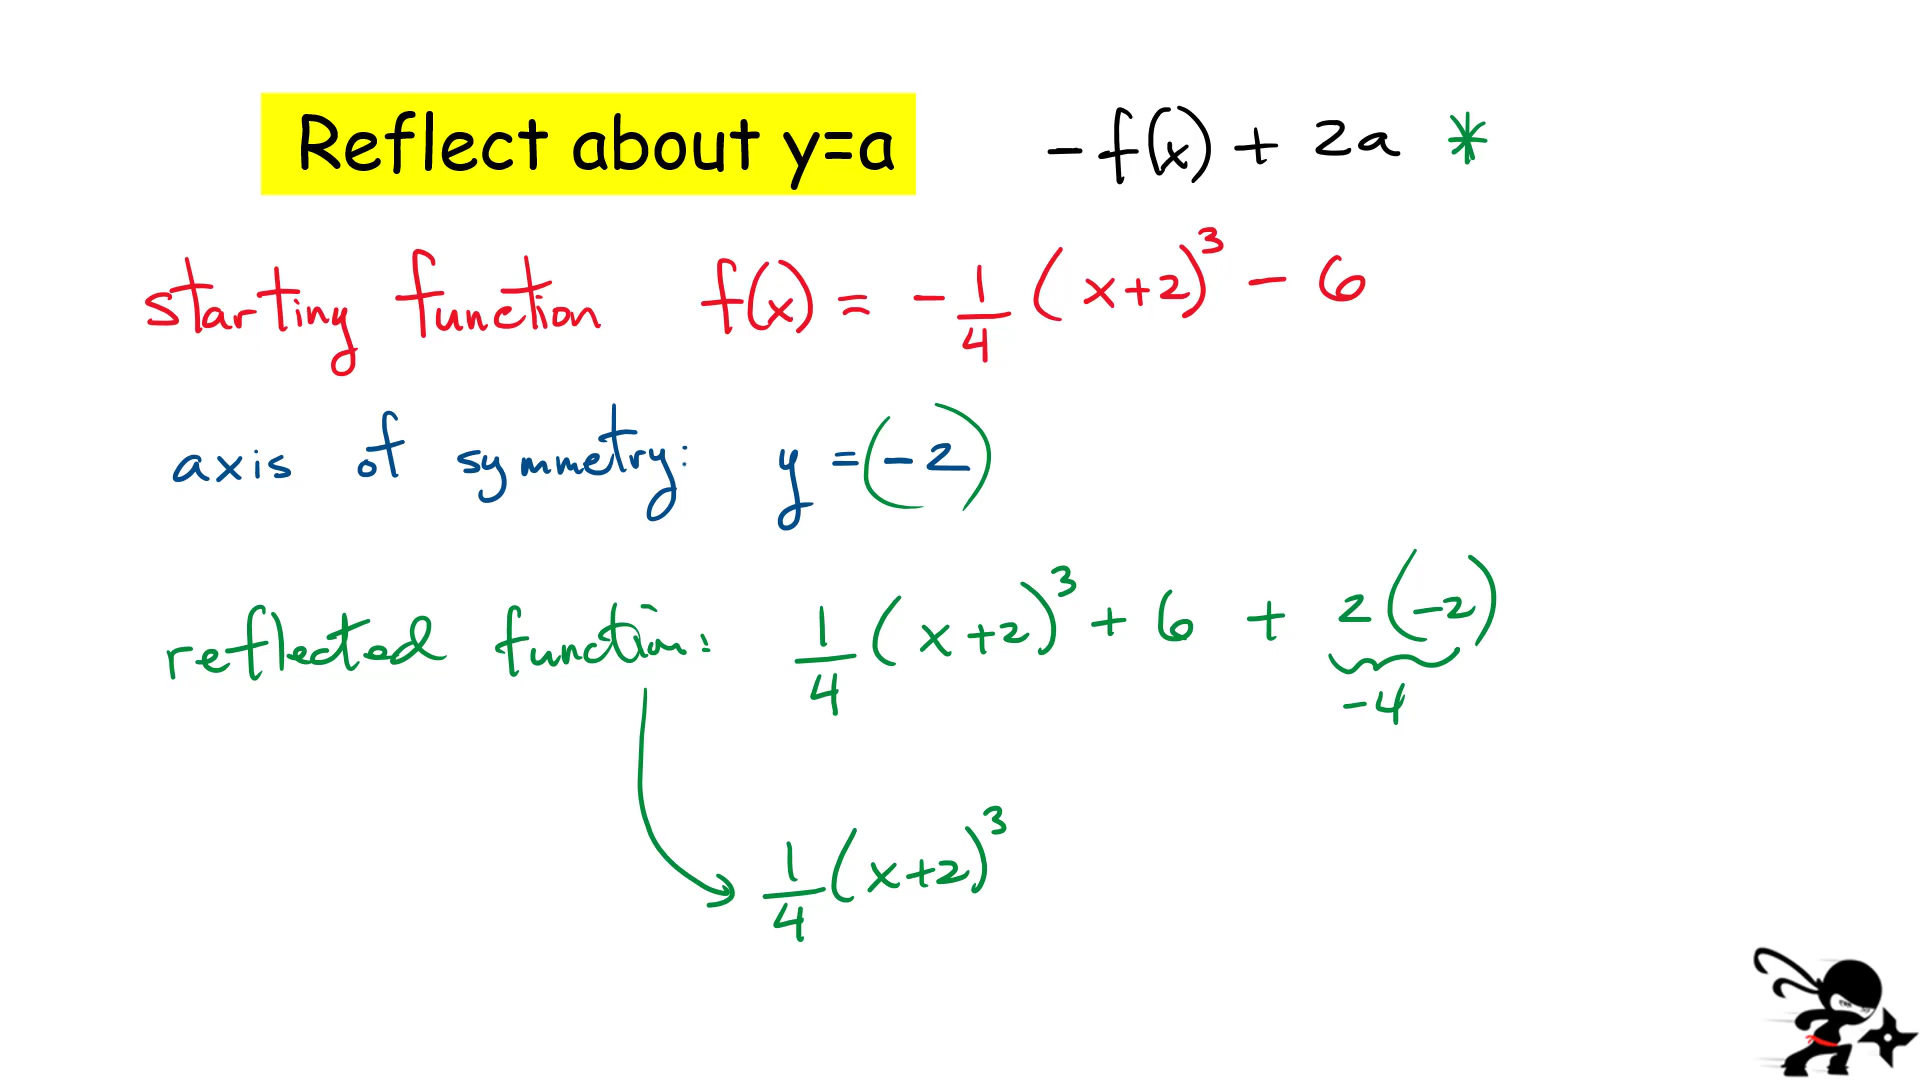 Reflect about y=a -f(x) + 2a *
starting function f(x) = -1/4 (x+2)³ - 6
axis of symmetry: y = (-2)
reflected function: 1/4 (x+2)³ + 6 + 2(-2)
-4
1/4 (x+2)³